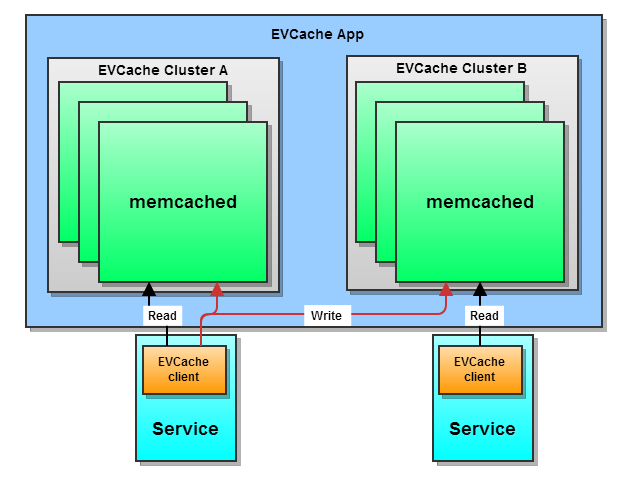 EVCache App
EVCache Cluster A
EVCache Cluster B
memcached
memcached
Read
Write
Read
EVCache
client
EVCache
client
Service
Service